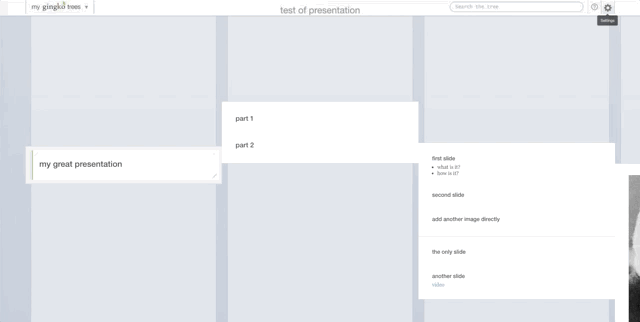 my gingko trees ▾
test of presentation
Search the tree
Settings
my great presentation
part 1
part 2
first slide
• what is it?
• how is it?
second slide
add another image directly
the only slide
another slide
video